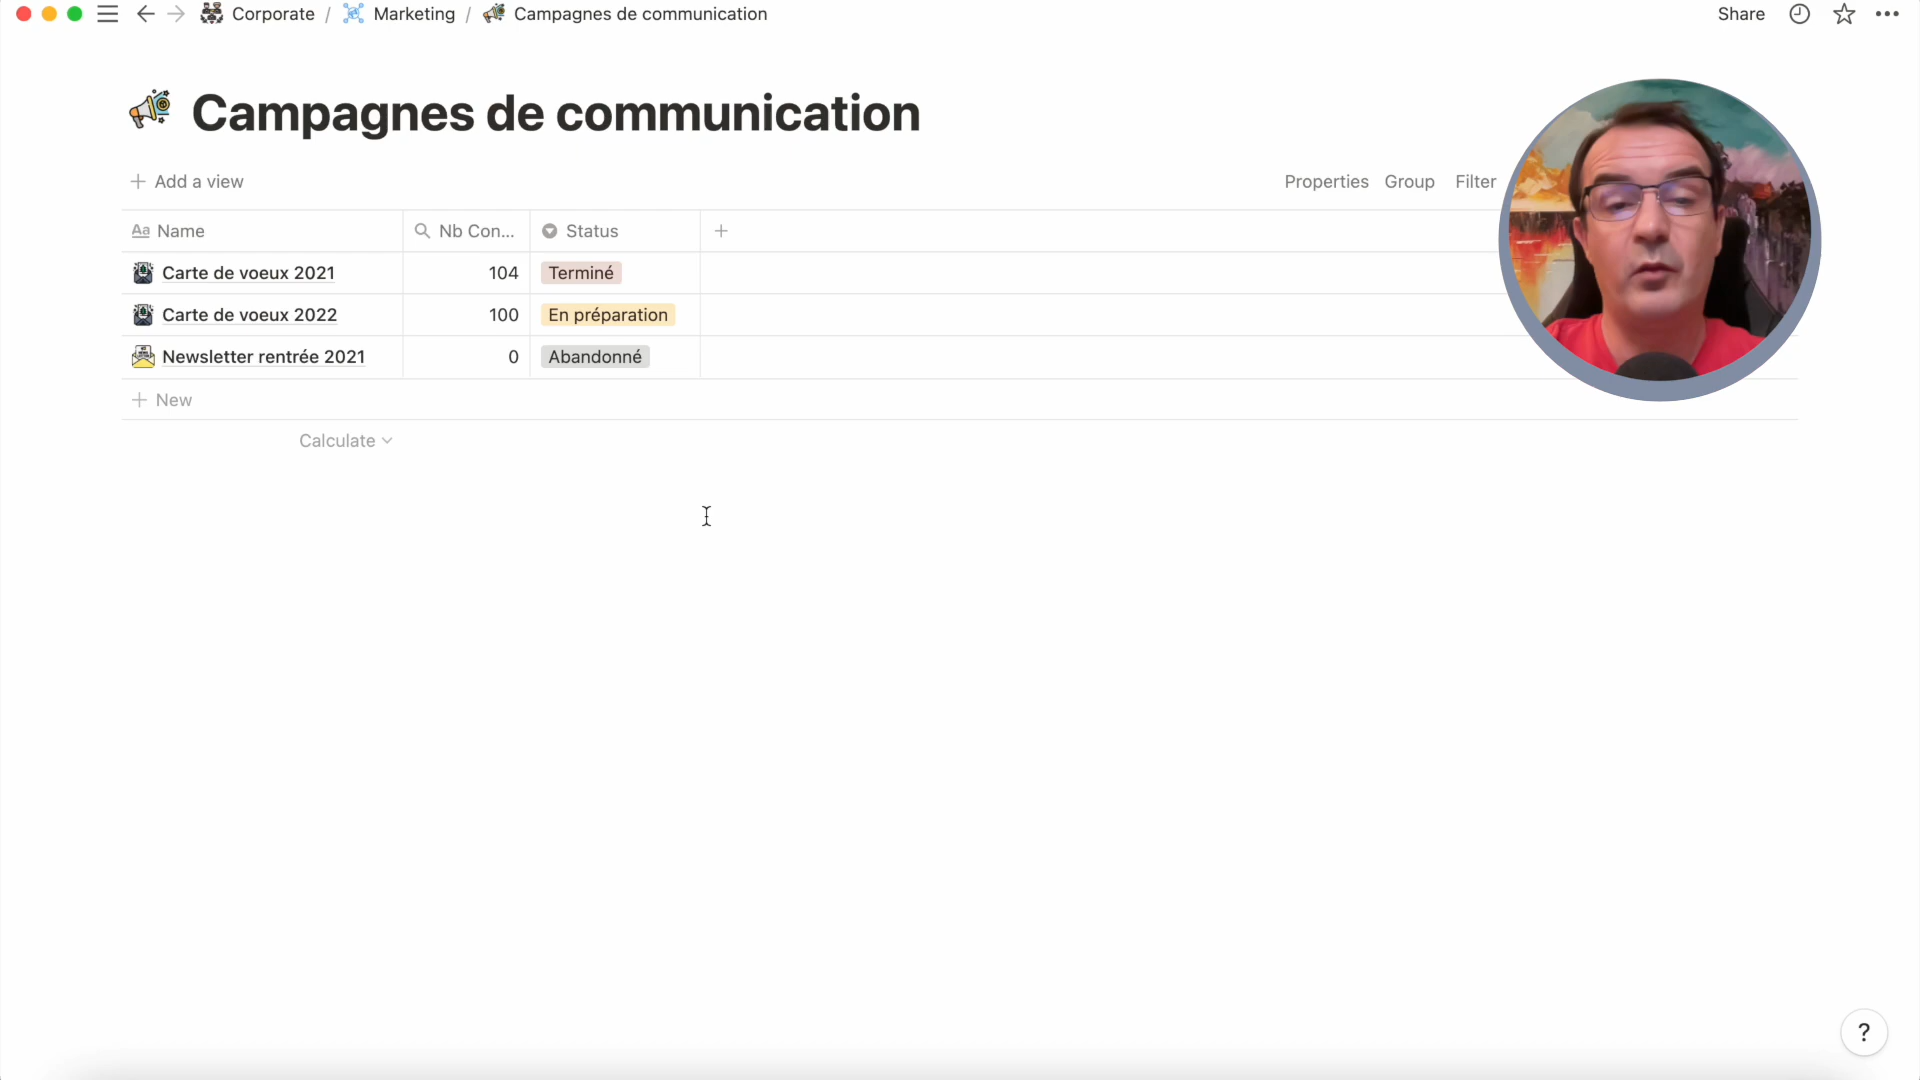 Corporate / Marketing / Campagnes de communication
Share
Campagnes de communication
Add a view
Properties Group Filter
Aa Name Nb Con... Status
Carte de voeux 2021 104 Terminé
Carte de voeux 2022 100 En préparation
Newsletter rentrée 2021 0 Abandonné
New
Calculate
?